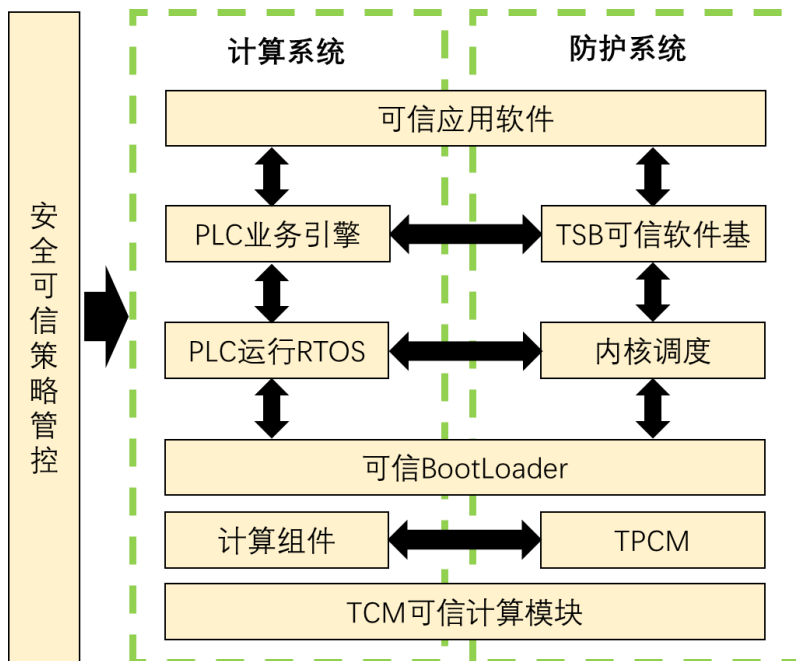 安全可信策略管控
计算系统
防护系统
可信应用软件
PLC业务引擎
TSB可信软件基
PLC运行RTOS
内核调度
可信BootLoader
计算组件
TPCM
TCM可信计算模块